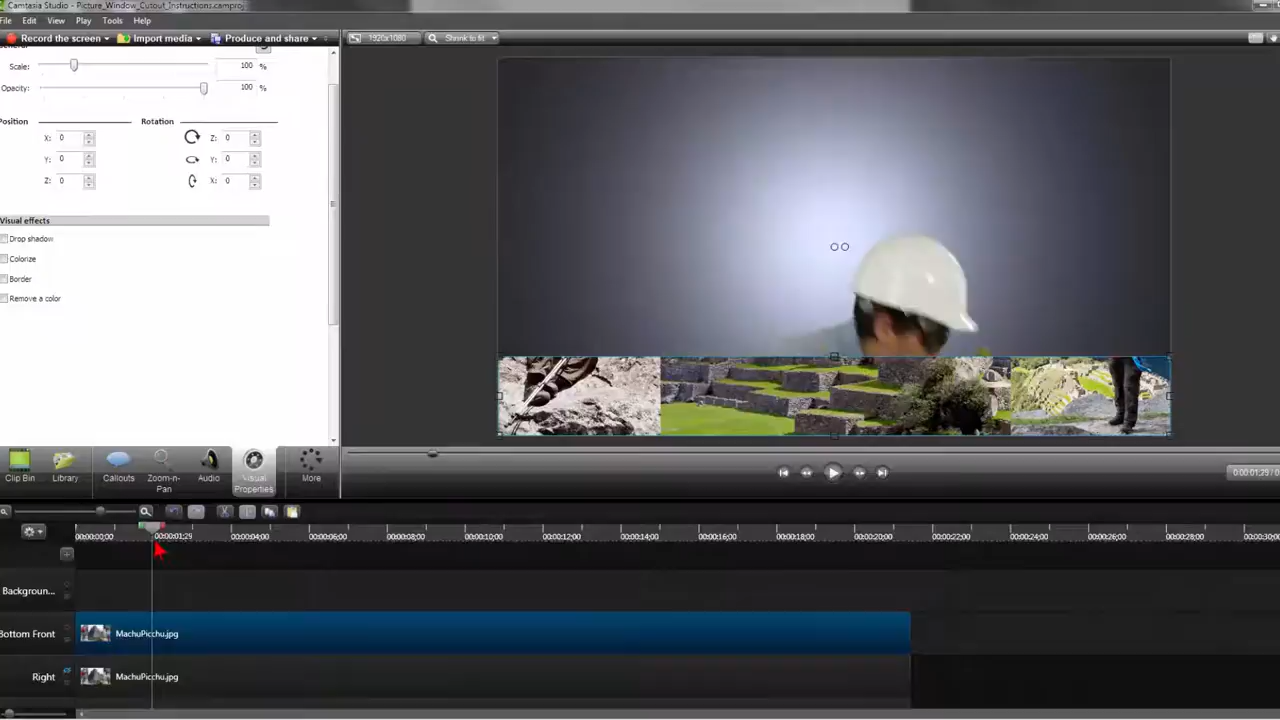 Camtasia Studio - Picture_Window_Cutout_Instructions.camproj
File Edit View Play Tools Help
Record the screen Import media Produce and share
1920x1080 Shrink to fit
General
Scale: 100 %
Opacity: 100 %
Position Rotation
X: 0 Z: 0
Y: 0 Y: 0
Z: 0 X: 0
Visual effects
Drop shadow
Colorize
Border
Remove a color
Clip Bin Library Callouts Zoom-n-Pan Audio Visual Properties More
0:00:01;29 / 0
00:00:00;00 00:00:01;29 00:00:04;00 00:00:06;00 00:00:08;00 00:00:10;00 00:00:12;00 00:00:14;00 00:00:16;00 00:00:18;00 00:00:20;00 00:00:22;00 00:00:24;00 00:00:26;00 00:00:28;00 00:00:30;00
Backgroun...
Bottom Front MachuPicchu.jpg
Right MachuPicchu.jpg